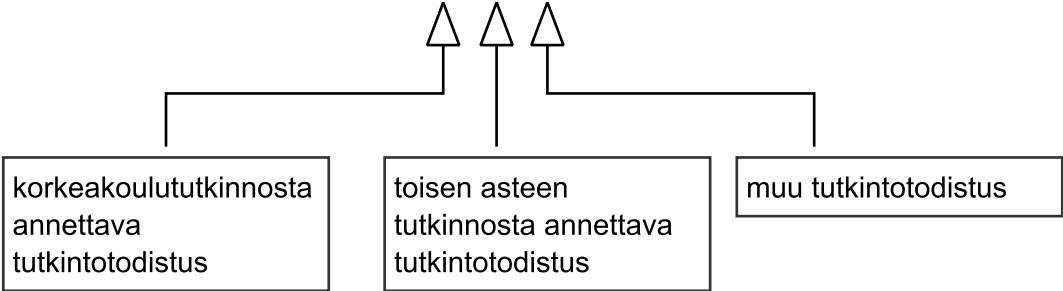 korkeakoulututkinnosta
annettava
tutkintotodistus
toisen asteen
tutkinnosta annettava
tutkintotodistus
muu tutkintotodistus